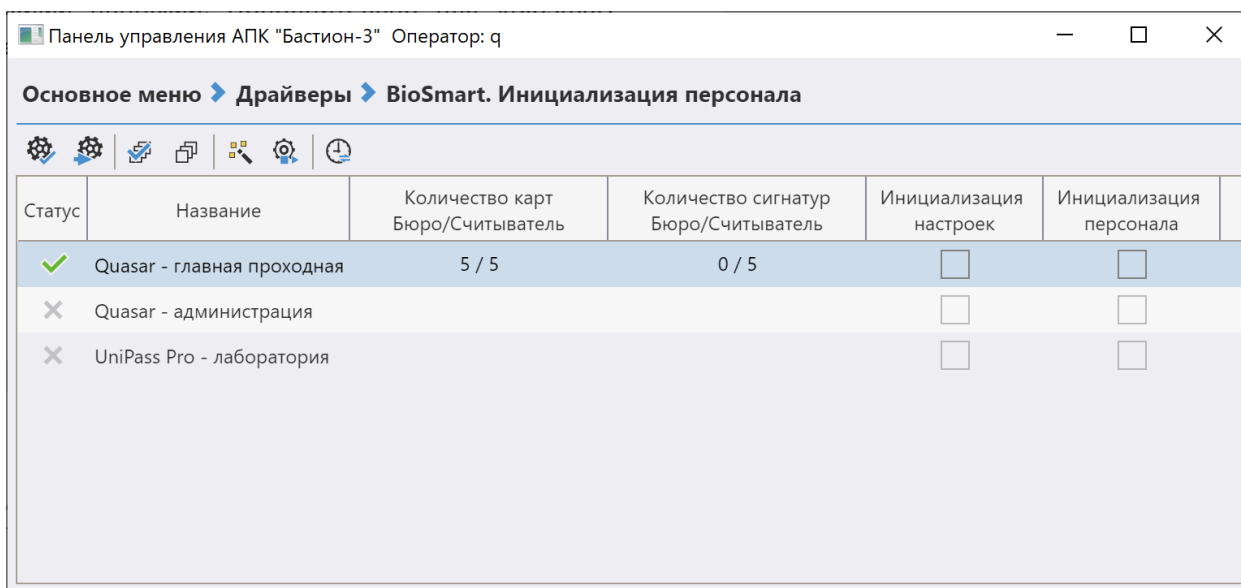 Панель управления АПК "Бастион-3" Оператор: q
Основное меню Драйверы BioSmart. Инициализация персонала
Статус
Название
Количество карт
Бюро/Считыватель
Количество сигнатур
Бюро/Считыватель
Инициализация
настроек
Инициализация
персонала
Quasar - главная проходная 5 / 5 0 / 5
Quasar - администрация
UniPass Pro - лаборатория